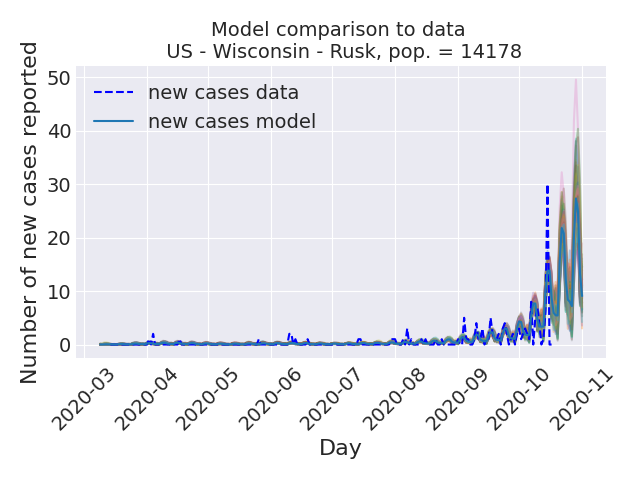 Model comparison to data
US - Wisconsin - Rusk, pop. = 14178
Number of new cases reported
50
40
30
20
10
0
new cases data
new cases model
2020-03
2020-04
2020-05
2020-06
2020-07
2020-08
2020-09
2020-10
2020-11
Day